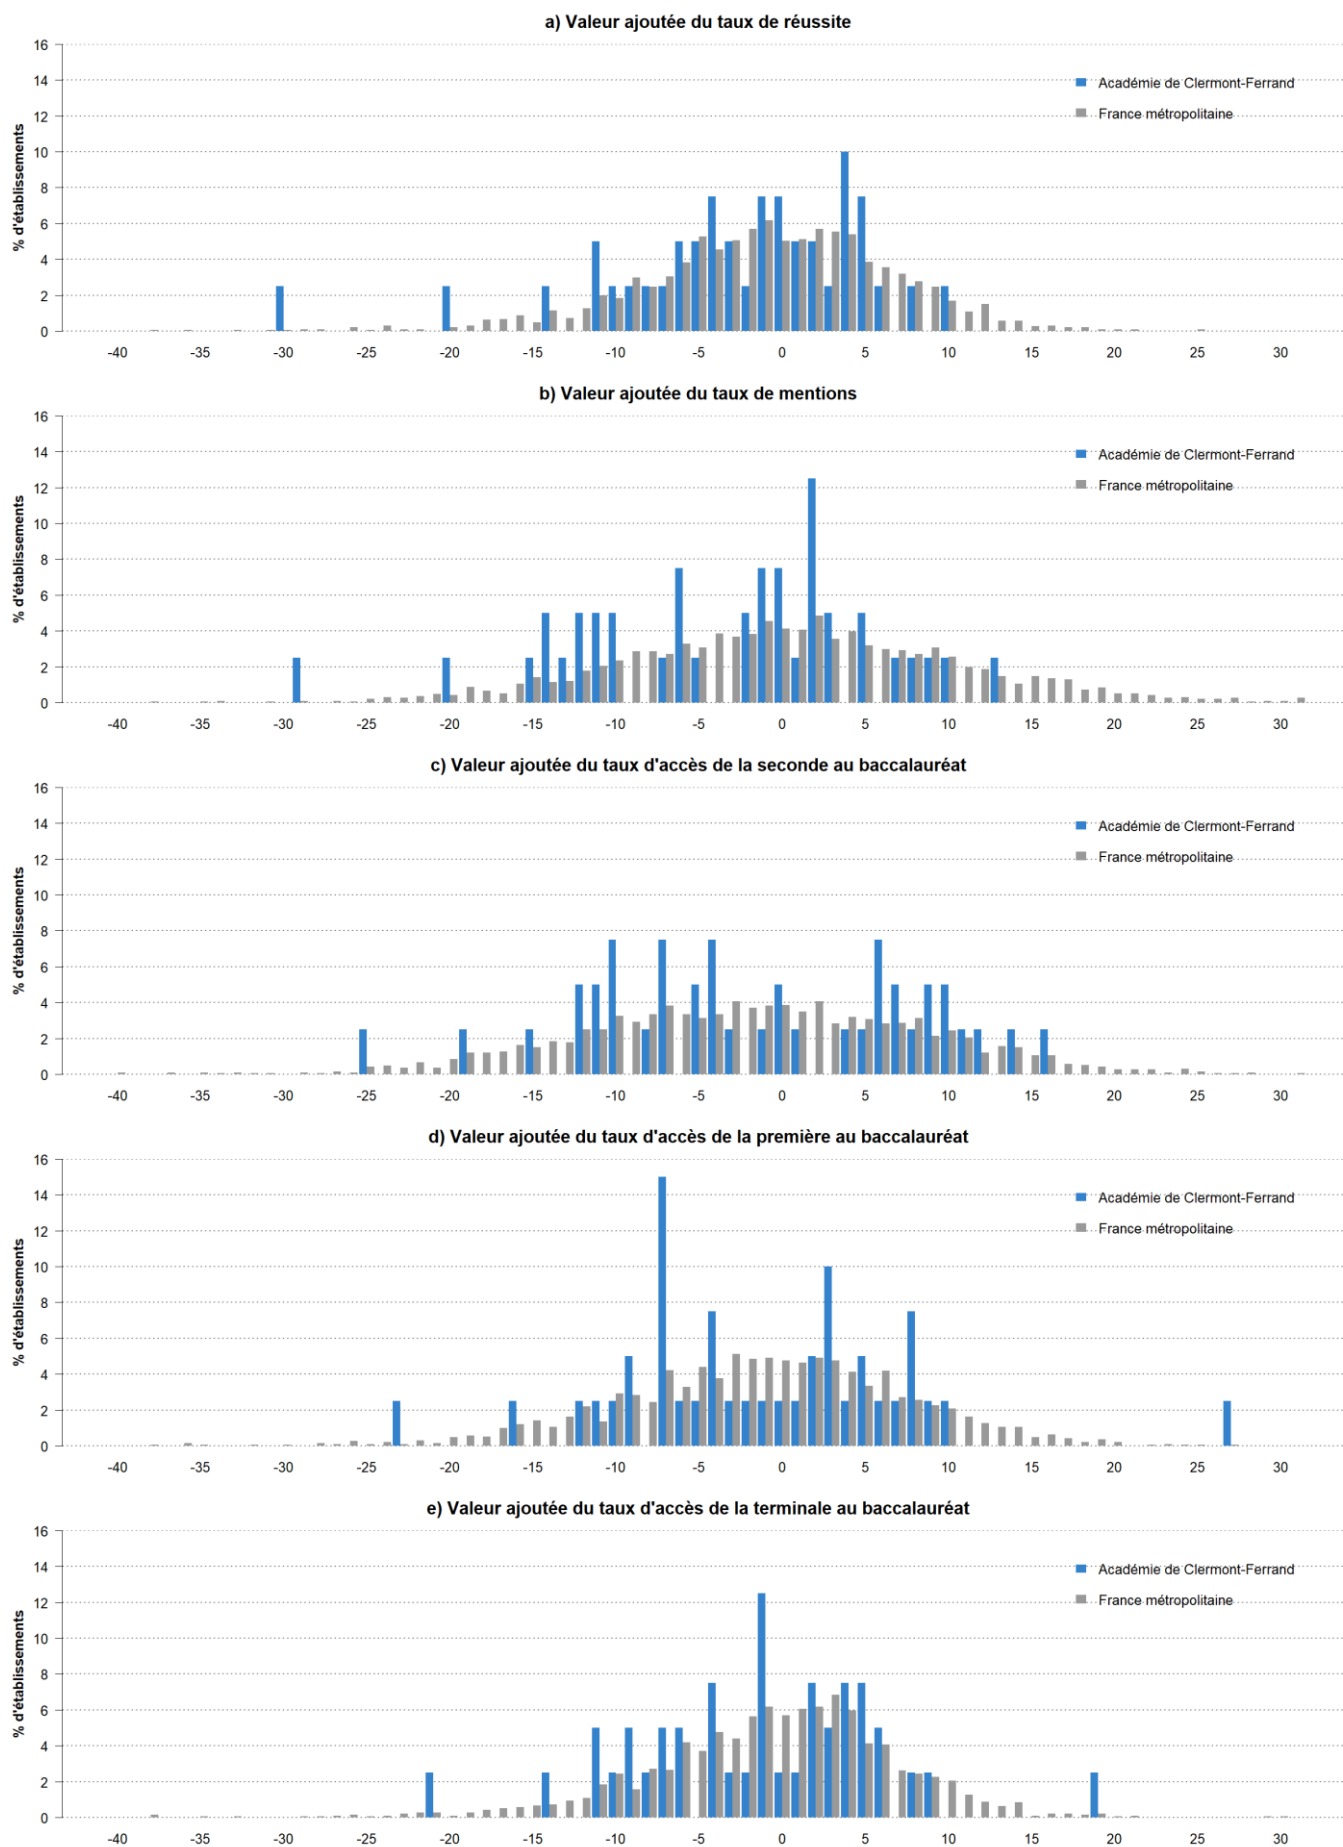 a) Valeur ajoutée du taux de réussite
% d'établissements
16
14
12
10
8
6
4
2
0
Académie de Clermont-Ferrand
France métropolitaine
-40 -35 -30 -25 -20 -15 -10 -5 0 5 10 15 20 25 30
b) Valeur ajoutée du taux de mentions
% d'établissements
16
14
12
10
8
6
4
2
0
Académie de Clermont-Ferrand
France métropolitaine
-40 -35 -30 -25 -20 -15 -10 -5 0 5 10 15 20 25 30
c) Valeur ajoutée du taux d'accès de la seconde au baccalauréat
% d'établissements
16
14
12
10
8
6
4
2
0
Académie de Clermont-Ferrand
France métropolitaine
-40 -35 -30 -25 -20 -15 -10 -5 0 5 10 15 20 25 30
d) Valeur ajoutée du taux d'accès de la première au baccalauréat
% d'établissements
16
14
12
10
8
6
4
2
0
Académie de Clermont-Ferrand
France métropolitaine
-40 -35 -30 -25 -20 -15 -10 -5 0 5 10 15 20 25 30
e) Valeur ajoutée du taux d'accès de la terminale au baccalauréat
% d'établissements
16
14
12
10
8
6
4
2
0
Académie de Clermont-Ferrand
France métropolitaine
-40 -35 -30 -25 -20 -15 -10 -5 0 5 10 15 20 25 30